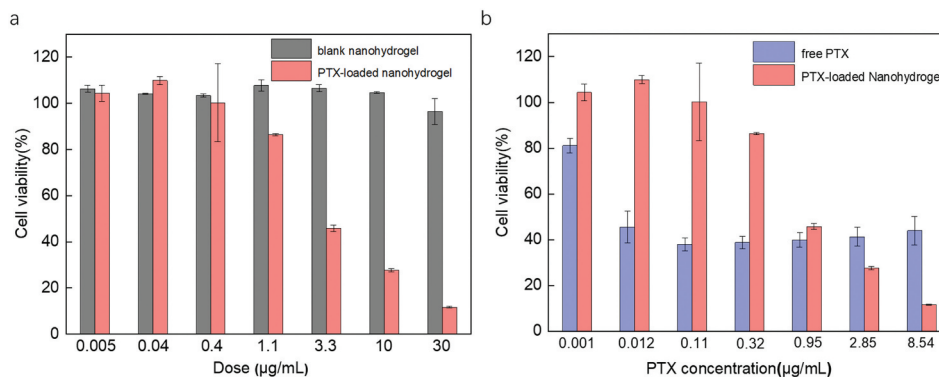 a
120
100
80
60
40
20
0
Cell viability(%)
blank nanohydrogel
PTX-loaded nanohydrogel
0.005 0.04 0.4 1.1 3.3 10 30
Dose (μg/mL)
b
120
100
80
60
40
20
0
Cell viability(%)
free PTX
PTX-loaded Nanohydrogel
0.001 0.012 0.11 0.32 0.95 2.85 8.54
PTX concentration(μg/mL)